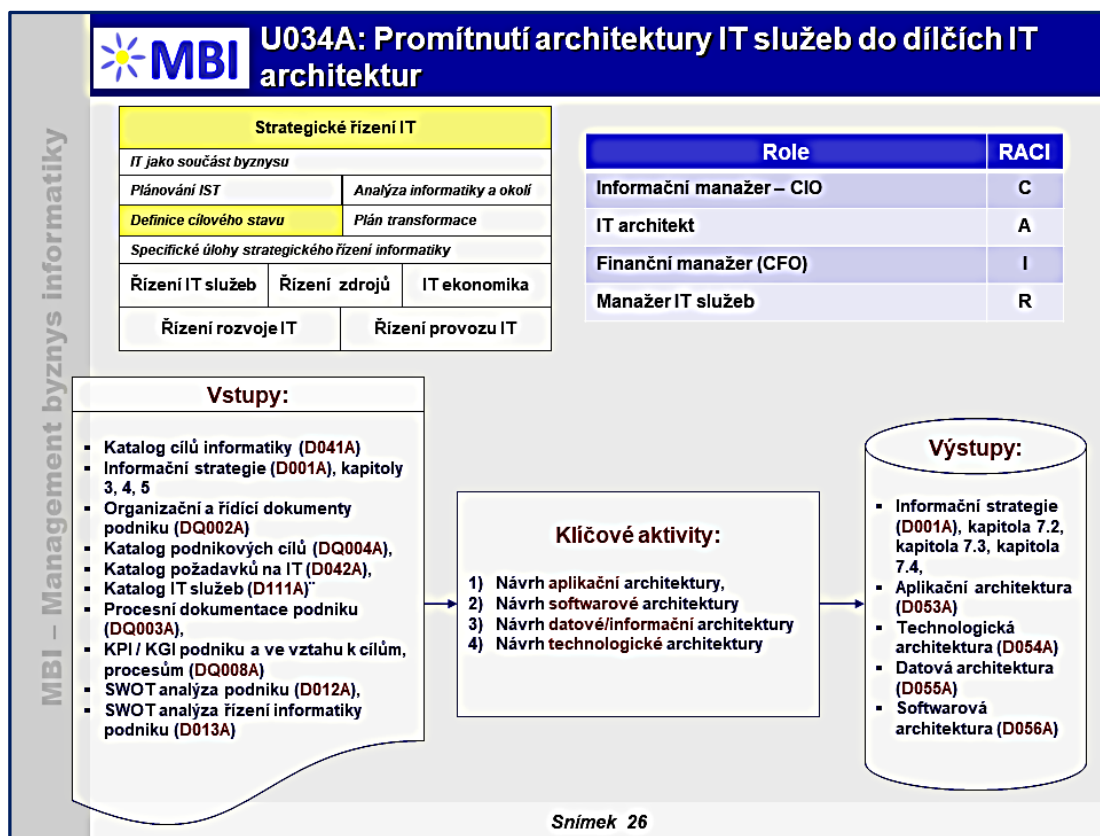 MBI
U034A: Promítnutí architektury IT služeb do dílčích IT
architektur
MBI – Management byznys informatiky
Strategické řízení IT
IT jako součást byznysu
Plánování IST
Analýza informatiky a okolí
Definice cílového stavu
Plán transformace
Specifické úlohy strategického řízení informatiky
Řízení IT služeb
Řízení zdrojů
IT ekonomika
Řízení rozvoje IT
Řízení provozu IT
Role RACI
Informační manažer – CIO C
IT architekt A
Finanční manažer (CFO) I
Manažer IT služeb R
Vstupy:
▪ Katalog cílů informatiky (D041A)
▪ Informační strategie (D001A), kapitoly
3, 4, 5
▪ Organizační a řídící dokumenty
podniku (DQ002A)
▪ Katalog podnikových cílů (DQ004A),
▪ Katalog požadavků na IT (D042A),
▪ Katalog IT služeb (D111A)¨
▪ Procesní dokumentace podniku
(DQ003A),
▪ KPI / KGI podniku a ve vztahu k cílům,
procesům (DQ008A)
▪ SWOT analýza podniku (D012A),
▪ SWOT analýza řízení informatiky
podniku (D013A)
Klíčové aktivity:
1) Návrh aplikační architektury,
2) Návrh softwarové architektury
3) Návrh datové/informační architektury
4) Návrh technologické architektury
Výstupy:
▪ Informační strategie
(D001A), kapitola 7.2,
kapitola 7.3, kapitola
7.4,
▪ Aplikační architektura
(D053A)
▪ Technologická
architektura (D054A)
▪ Datová architektura
(D055A)
▪ Softwarová
architektura (D056A)
Snímek 26